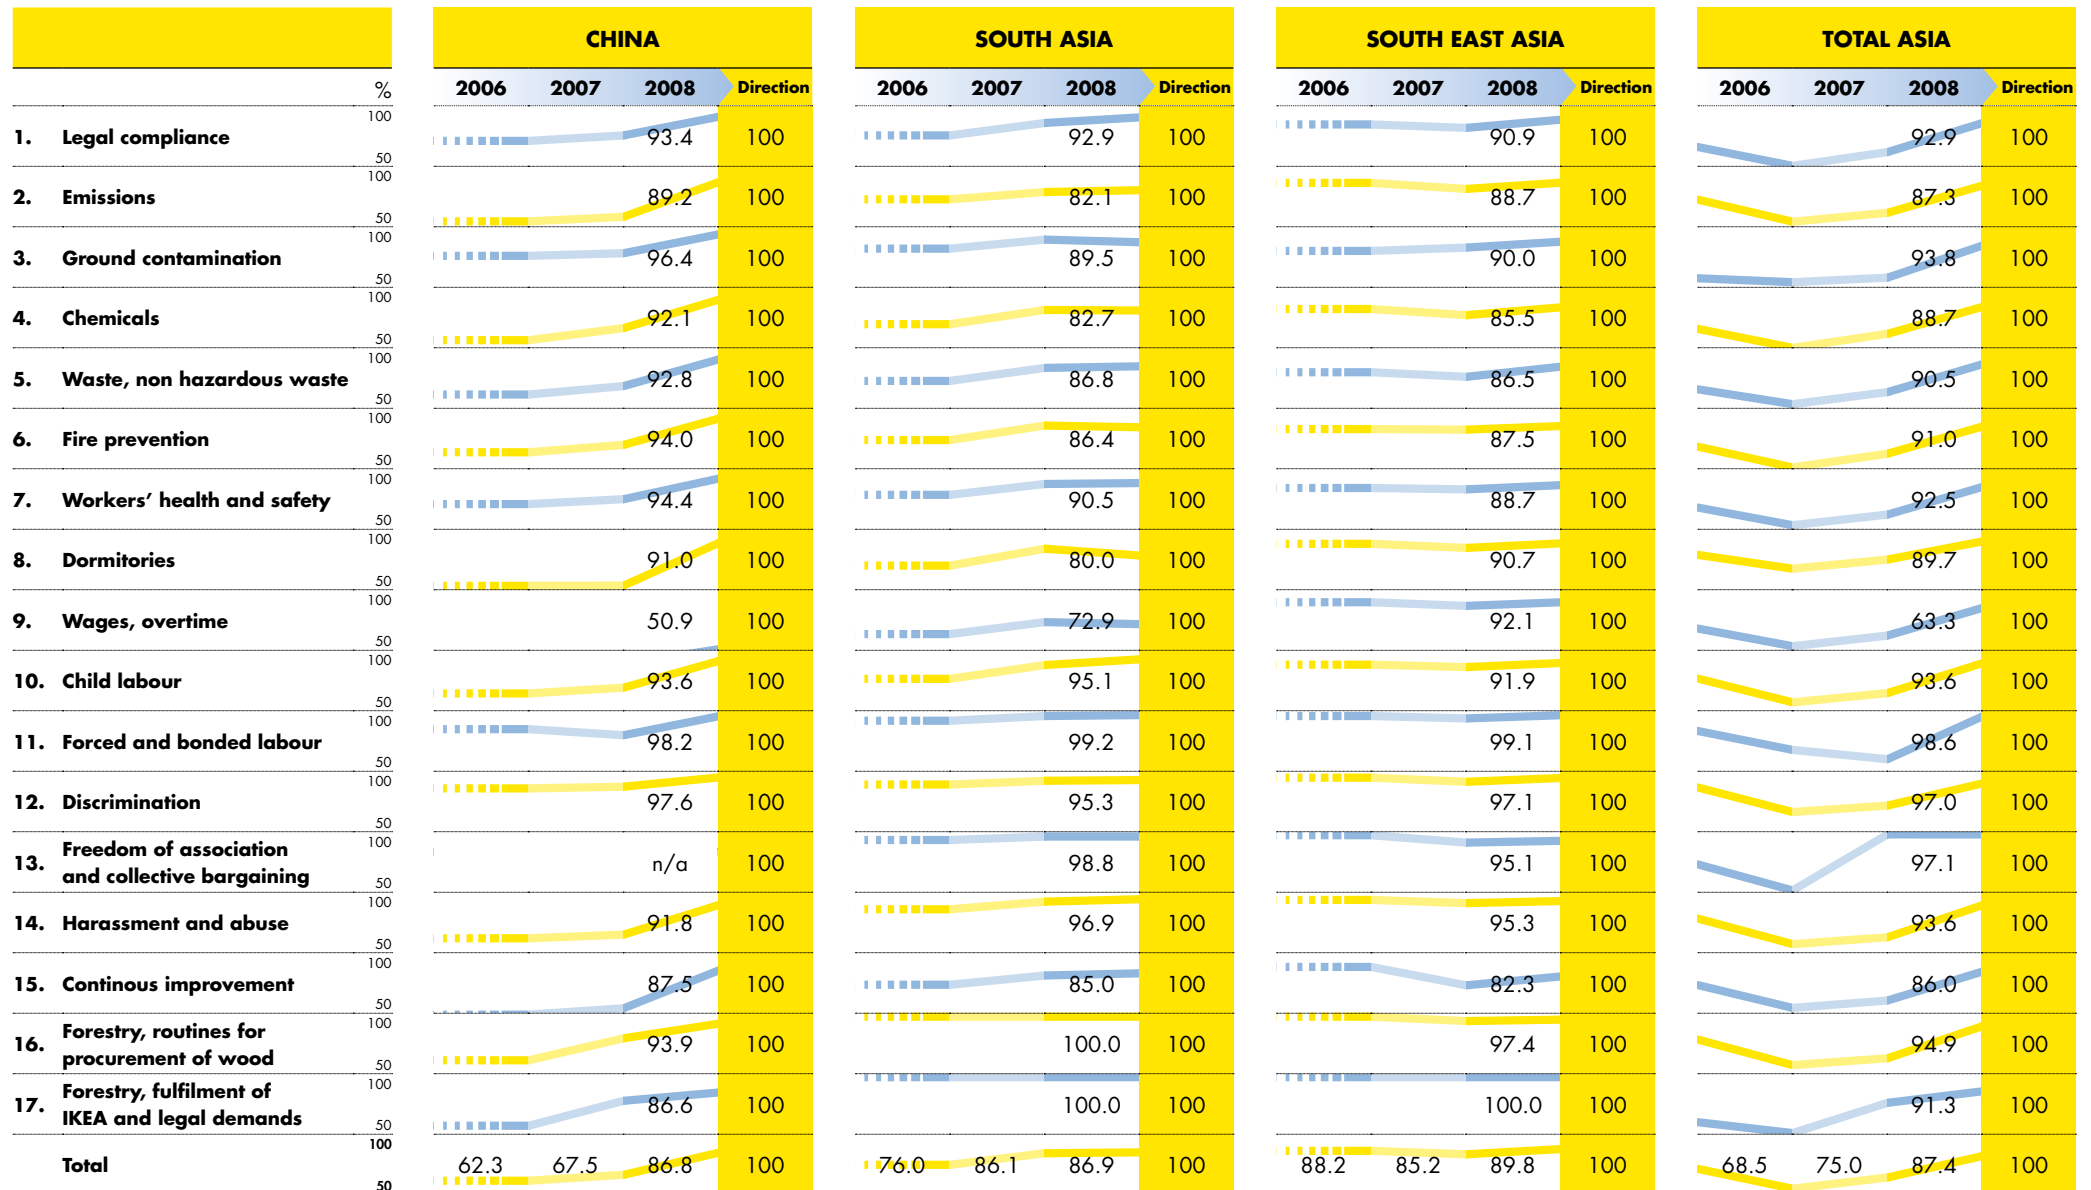 CHINA SOUTH ASIA SOUTH EAST ASIA TOTAL ASIA
% 2006 2007 2008 Direction 2006 2007 2008 Direction 2006 2007 2008 Direction 2006 2007 2008 Direction
100
1. Legal compliance 93.4 100 92.9 100 90.9 100 92.9 100
50
100
2. Emissions 89.2 100 82.1 100 88.7 100 87.3 100
50
100
3. Ground contamination 96.4 100 89.5 100 90.0 100 93.8 100
50
100
4. Chemicals 92.1 100 82.7 100 85.5 100 88.7 100
50
100
5. Waste, non hazardous waste 92.8 100 86.8 100 86.5 100 90.5 100
50
100
6. Fire prevention 94.0 100 86.4 100 87.5 100 91.0 100
50
100
7. Workers’ health and safety 94.4 100 90.5 100 88.7 100 92.5 100
50
100
8. Dormitories 91.0 100 80.0 100 90.7 100 89.7 100
50
100
9. Wages, overtime 50.9 100 72.9 100 92.1 100 63.3 100
50
100
10. Child labour 93.6 100 95.1 100 91.9 100 93.6 100
50
100
11. Forced and bonded labour 98.2 100 99.2 100 99.1 100 98.6 100
50
100
12. Discrimination 97.6 100 95.3 100 97.1 100 97.0 100
50
100
13. Freedom of association
and collective bargaining n/a 100 98.8 100 95.1 100 97.1 100
50
100
14. Harassment and abuse 91.8 100 96.9 100 95.3 100 93.6 100
50
100
15. Continous improvement 87.5 100 85.0 100 82.3 100 86.0 100
50
100
16. Forestry, routines for
procurement of wood 93.9 100 100.0 100 97.4 100 94.9 100
50
100
17. Forestry, fulfilment of
IKEA and legal demands 86.6 100 100.0 100 100.0 100 91.3 100
50
100
Total 62.3 67.5 86.8 100 76.0 86.1 86.9 100 88.2 85.2 89.8 100 68.5 75.0 87.4 100
50